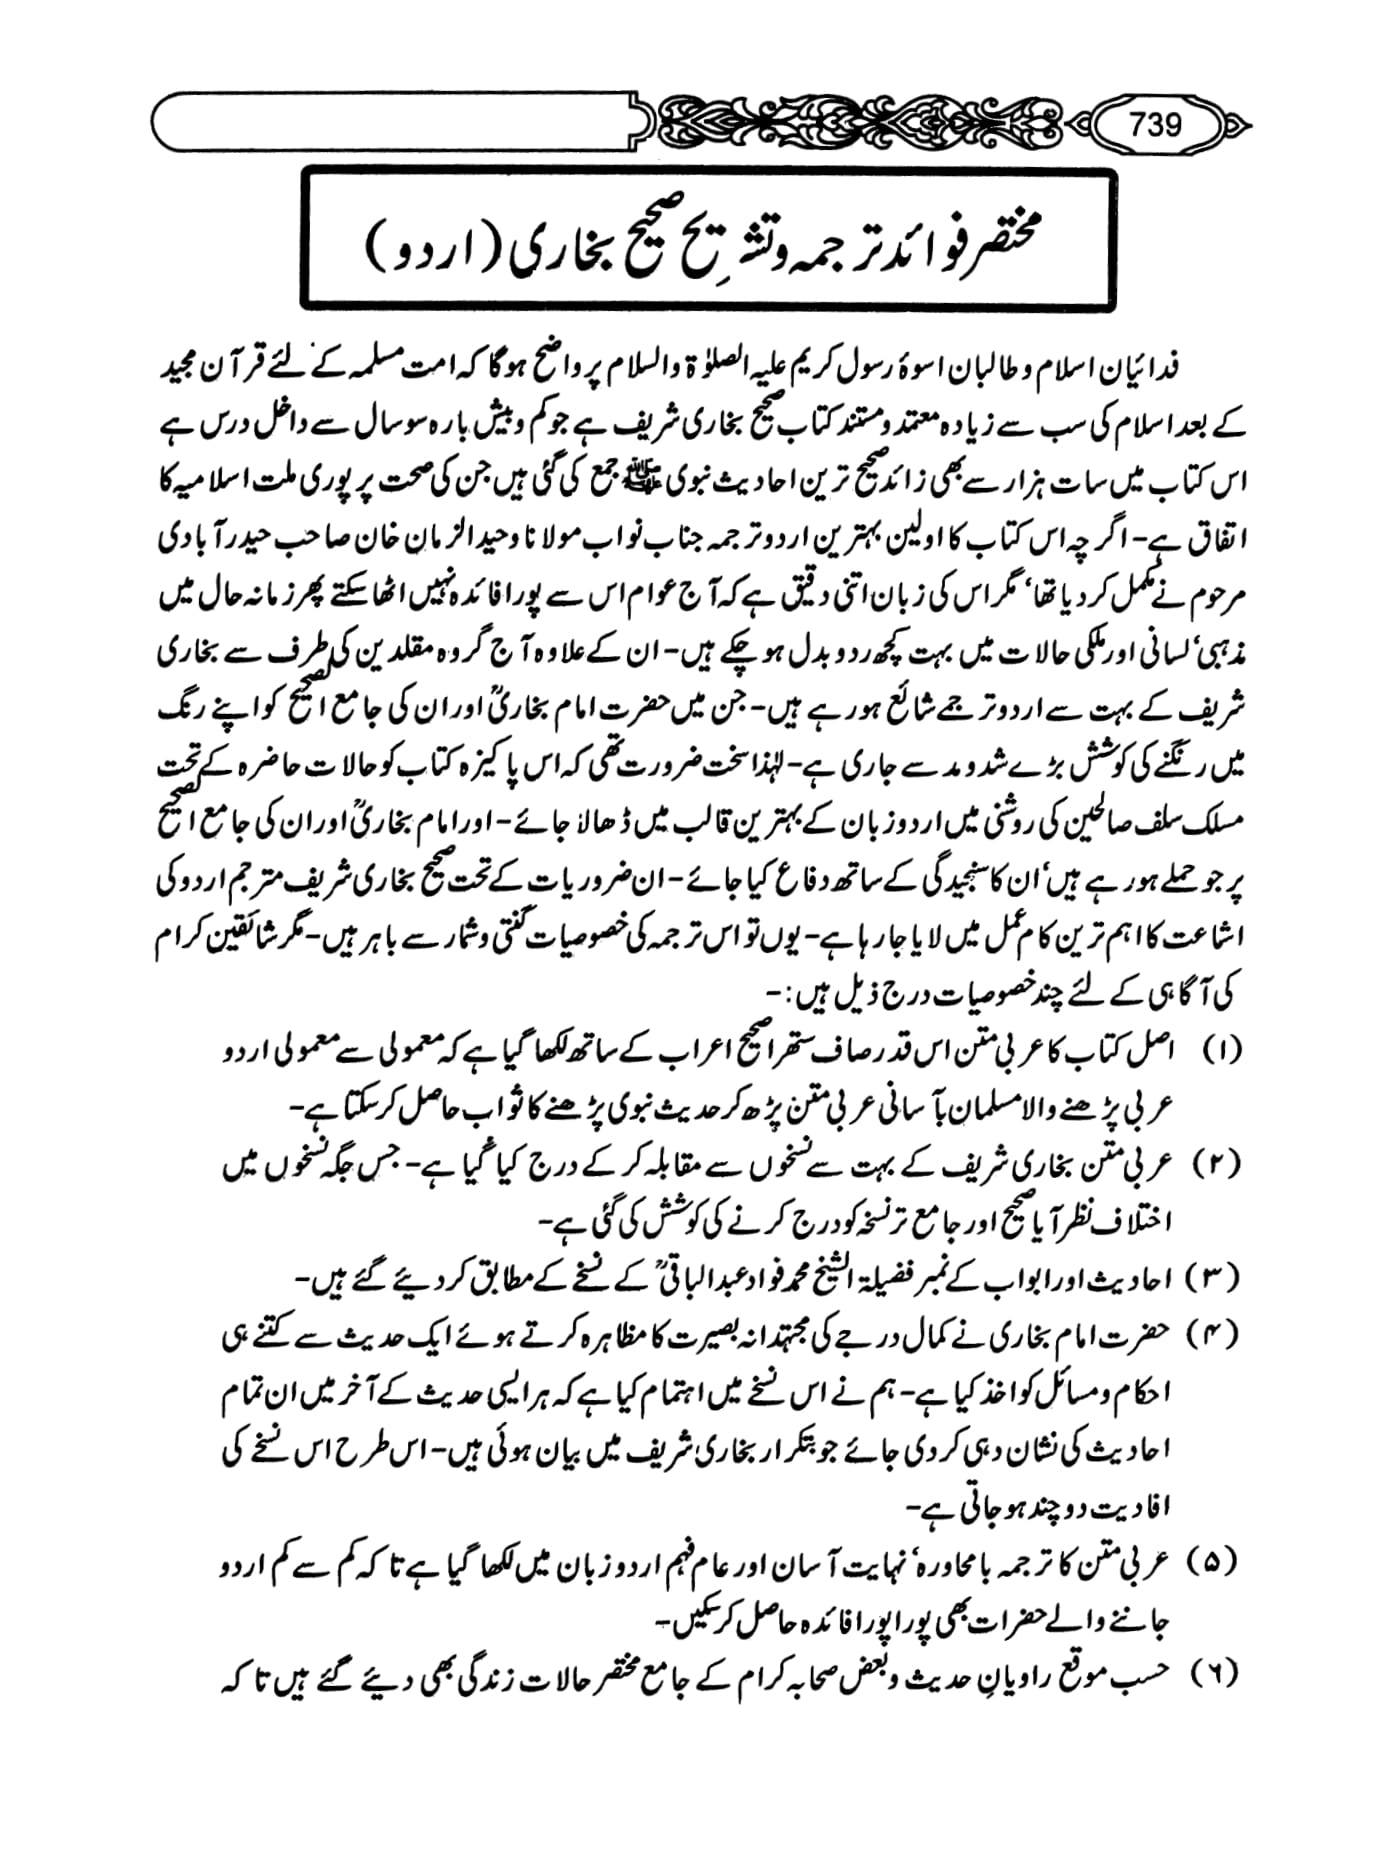 739
مختصر فوائد ترجمہ و تشریح صحیح بخاری (اردو)
فدائیان اسلام و طالبان اسوۂ رسول کریم علیہ الصلوٰۃ والسلام پر واضح ہوگا کہ امت مسلمہ کے لئے قرآن مجید
کے بعد اسلام کی سب سے زیادہ معتمد و مستند کتاب صحیح بخاری شریف ہے جو کم و بیش بارہ سو سال سے داخل درس ہے
اس کتاب میں سات ہزار سے بھی زائد صحیح ترین احادیث نبوی ﷺ جمع کی گئی ہیں جن کی صحت پر پوری ملت اسلامیہ کا
اتفاق ہے- اگرچہ اس کتاب کا اولین بہترین اردو ترجمہ جناب نواب مولانا وحید الزمان خان صاحب حیدرآبادی
مرحوم نے مکمل کر دیا تھا‘ مگر اس کی زبان اتنی دقیق ہے کہ آج عوام اس سے پورا فائدہ نہیں اٹھا سکتے پھر زمانہ حال میں
مذہبی‘ لسانی اور ملکی حالات میں بہت کچھ ردو بدل ہو چکے ہیں- ان کے علاوہ آج گروہ مقلدین کی طرف سے بخاری
شریف کے بہت سے اردو ترجمے شائع ہو رہے ہیں- جن میں حضرت امام بخاریؒ اور ان کی جامع الصحیح کو اپنے رنگ
میں رنگنے کی کوشش بڑے شدومد سے جاری ہے- لہٰذا سخت ضرورت تھی کہ اس پاکیزہ کتاب کو حالات حاضرہ کے تحت
مسلک سلف صالحین کی روشنی میں اردو زبان کے بہترین قالب میں ڈھالا جائے- اور امام بخاریؒ اور ان کی جامع الصحیح
پر جو حملے ہو رہے ہیں‘ ان کا سنجیدگی کے ساتھ دفاع کیا جائے- ان ضروریات کے تحت صحیح بخاری شریف مترجم اردو کی
اشاعت کا اہم ترین کام عمل میں لایا جا رہا ہے- یوں تو اس ترجمہ کی خصوصیات گنتی و شمار سے باہر ہیں- مگر شائقین کرام
کی آگاہی کے لئے چند خصوصیات درج ذیل ہیں:-
(۱) اصل کتاب کا عربی متن اس قدر صاف ستھرا صحیح اعراب کے ساتھ لکھا گیا ہے کہ معمولی سے معمولی اردو
عربی پڑھنے والا مسلمان بآسانی عربی متن پڑھ کر حدیث نبوی پڑھنے کا ثواب حاصل کر سکتا ہے-
(۲) عربی متن بخاری شریف کے بہت سے نسخوں سے مقابلہ کر کے درج کیا گیا ہے- جس جگہ نسخوں میں
اختلاف نظر آیا صحیح اور جامع تر نسخہ کو درج کرنے کی کوشش کی گئی ہے-
(۳) احادیث اور ابواب کے نمبر فضیلۃ الشیخ محمد فواد عبدالباقیؒ کے نسخے کے مطابق کر دیئے گئے ہیں-
(۴) حضرت امام بخاری نے کمال درجے کی مجتہدانہ بصیرت کا مظاہرہ کرتے ہوئے ایک حدیث سے کتنے ہی
احکام و مسائل کو اخذ کیا ہے- ہم نے اس نسخے میں اہتمام کیا ہے کہ ہر ایسی حدیث کے آخر میں ان تمام
احادیث کی نشان دہی کر دی جائے جو بتکرار بخاری شریف میں بیان ہوئی ہیں- اس طرح اس نسخے کی
افادیت دو چند ہو جاتی ہے-
(۵) عربی متن کا ترجمہ بامحاورہ‘ نہایت آسان اور عام فہم اردو زبان میں لکھا گیا ہے تاکہ کم سے کم اردو
جاننے والے حضرات بھی پورا پورا فائدہ حاصل کر سکیں-
(۶) حسب موقع راویانِ حدیث و بعض صحابہ کرام کے جامع مختصر حالات زندگی بھی دیئے گئے ہیں تاکہ